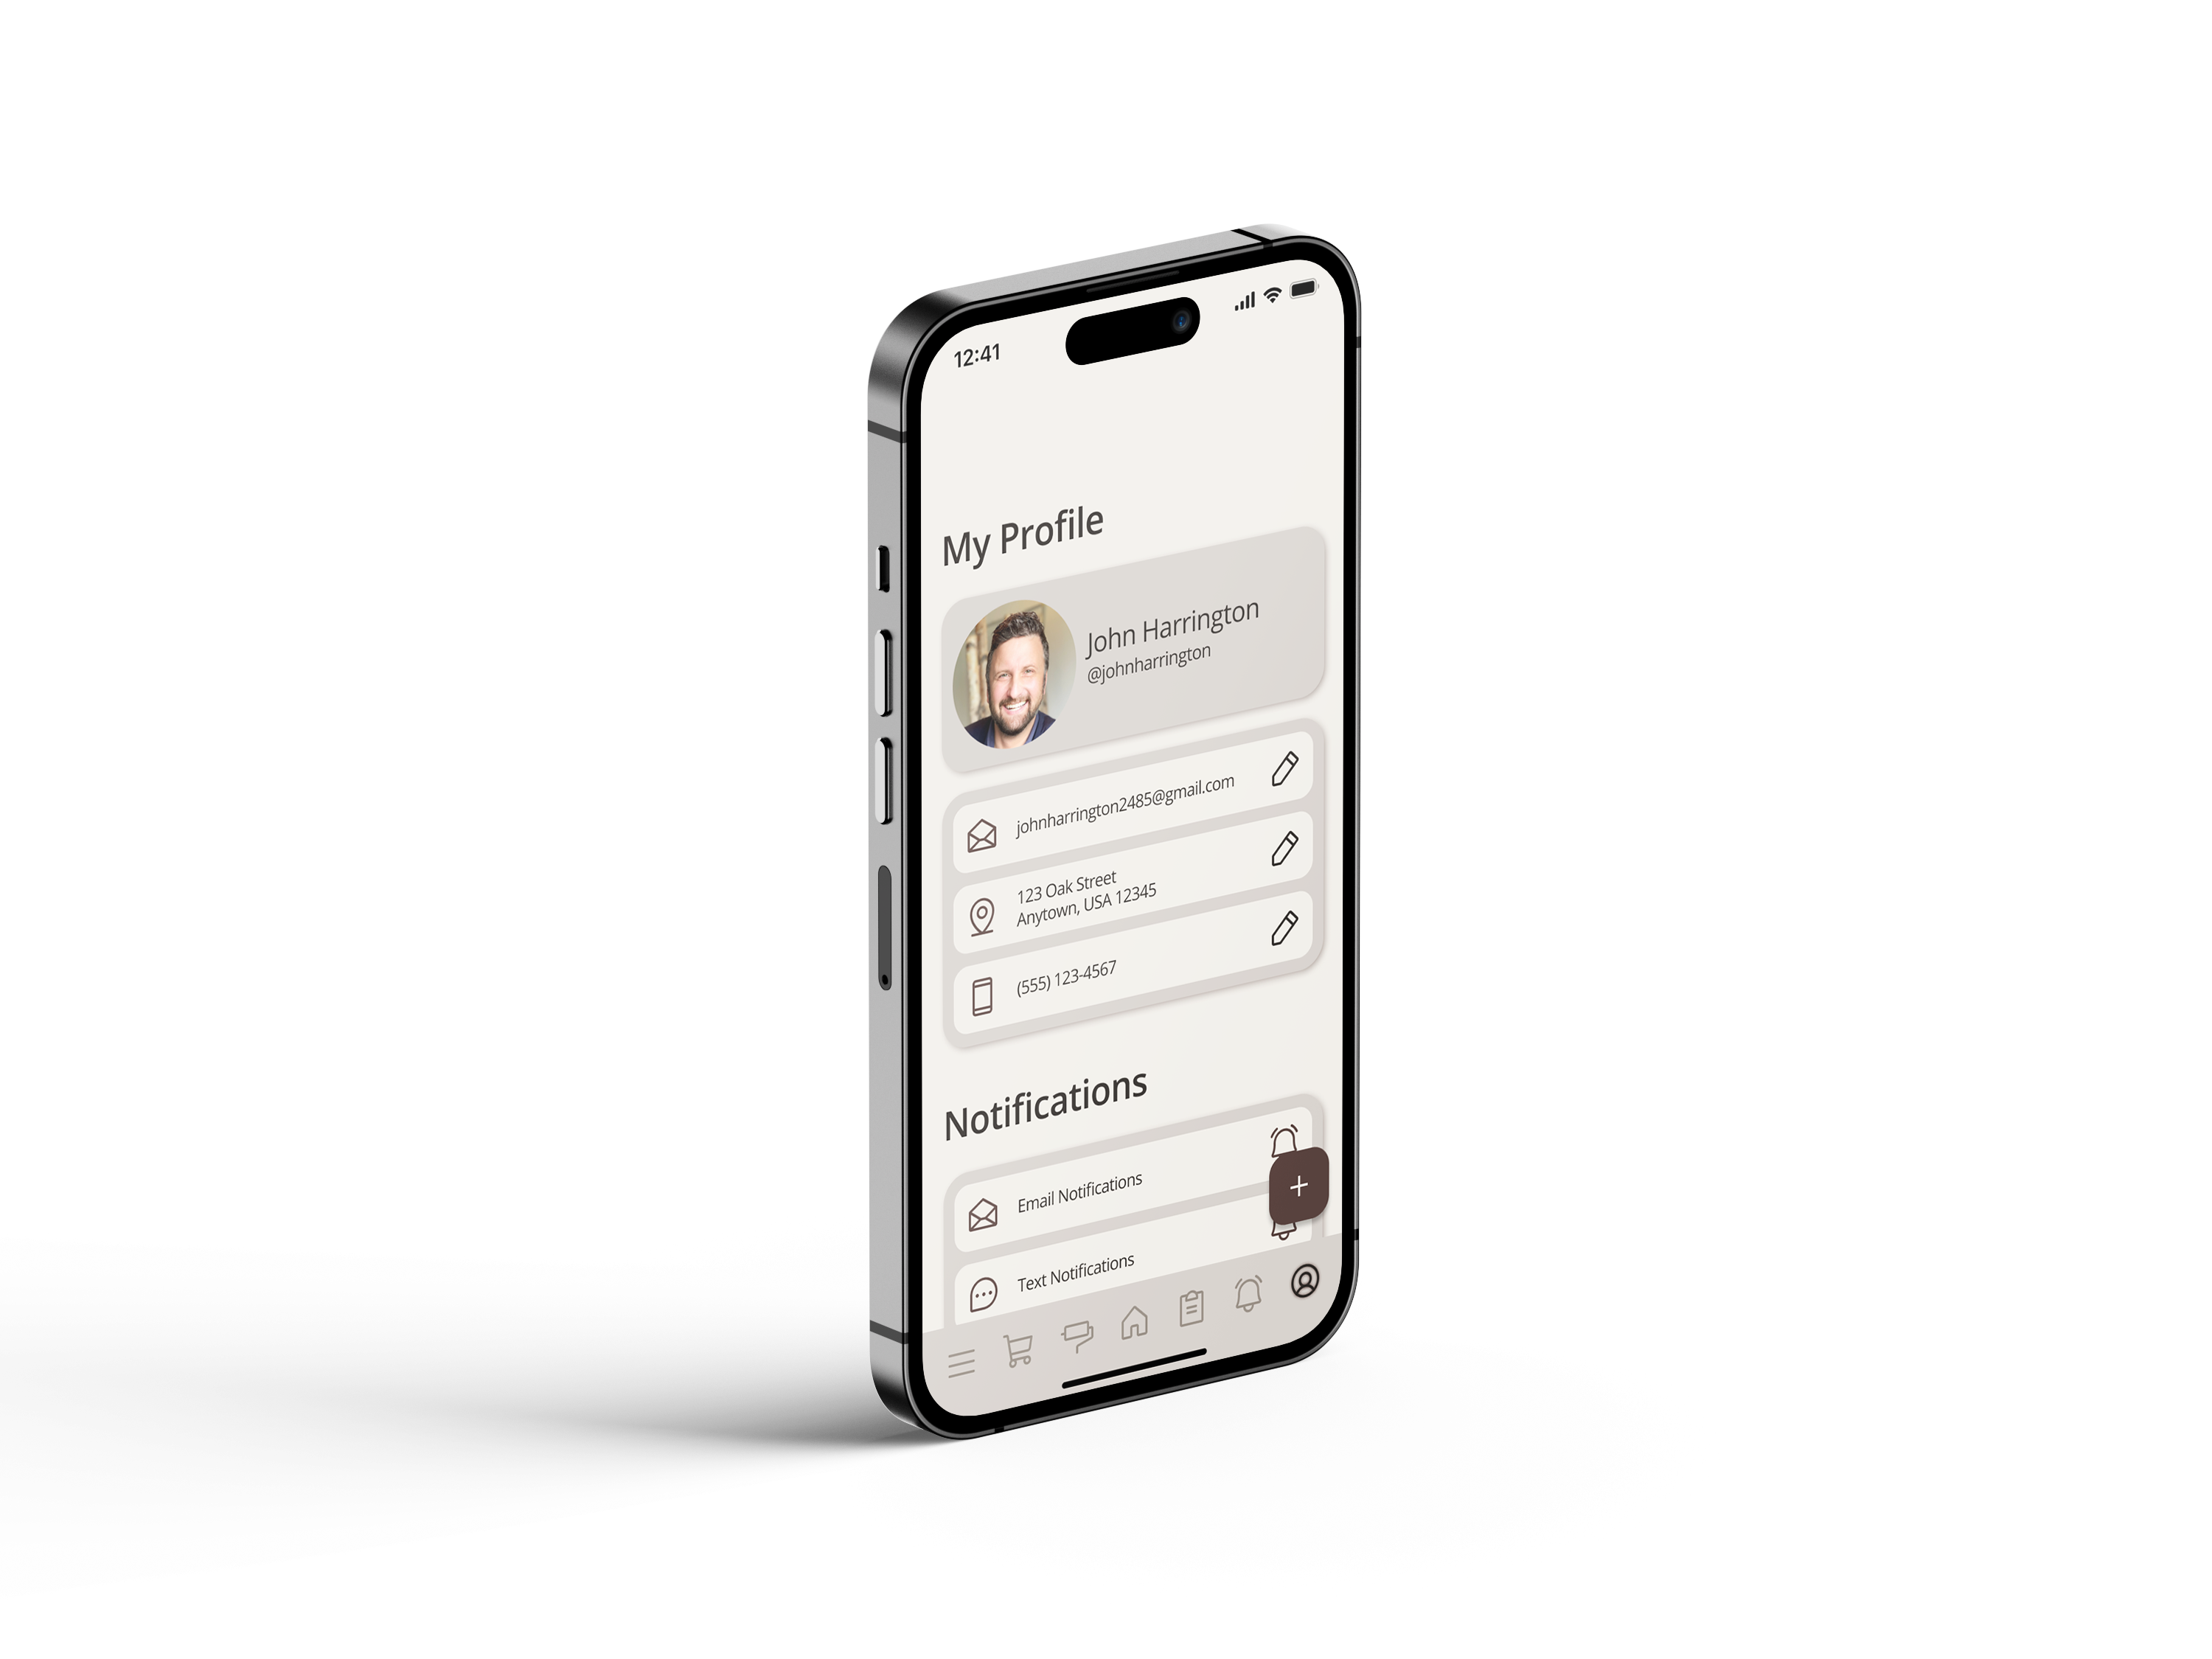 12:41
My Profile
John Harrington
@johnharrington
johnharrington2485@gmail.com
123 Oak Street
Anytown, USA 12345
(555) 123-4567
Notifications
Email Notifications
Text Notifications